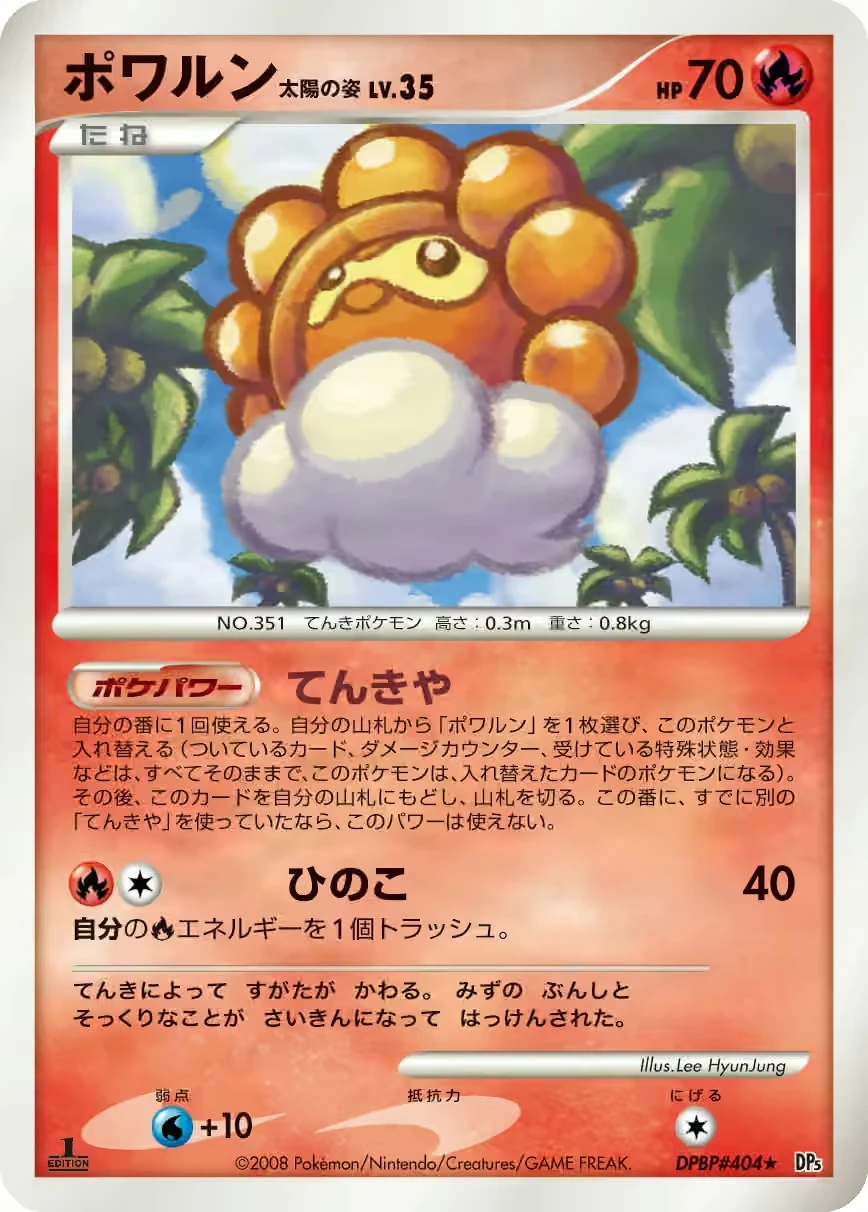 ポワルン 太陽の姿 LV.35 HP 70
たね
NO.351 てんきポケモン 高さ:0.3m 重さ:0.8kg
ポケパワー てんきや
自分の番に1回使える。自分の山札から「ポワルン」を1枚選び、このポケモンと
入れ替える(ついているカード、ダメージカウンター、受けている特殊状態・効果
などは、すべてそのままで、このポケモンは、入れ替えたカードのポケモンになる)。
その後、このカードを自分の山札にもどし、山札を切る。この番に、すでに別の
「てんきや」を使っていたなら、このパワーは使えない。
ひのこ 40
自分のエネルギーを1個トラッシュ。
てんきによって すがたが かわる。 みずの ぶんしと
そっくりなことが さいきんになって はっけんされた。
Illus.Lee HyunJung
弱点 抵抗力 にげる
+10
1 EDITION ©2008 Pokémon/Nintendo/Creatures/GAME FREAK. DPBP#404★ DP5